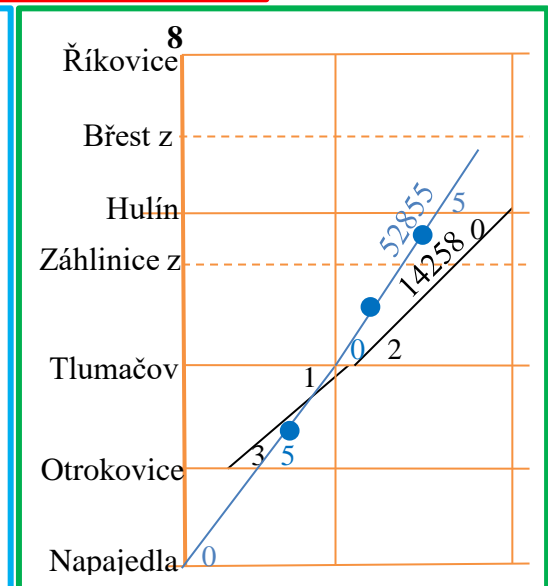 8
Říkovice
Břest z
Hulín
52855
5
14258
0
Záhlinice z
Tlumačov
0
2
1
Otrokovice
3
5
Napajedla
0